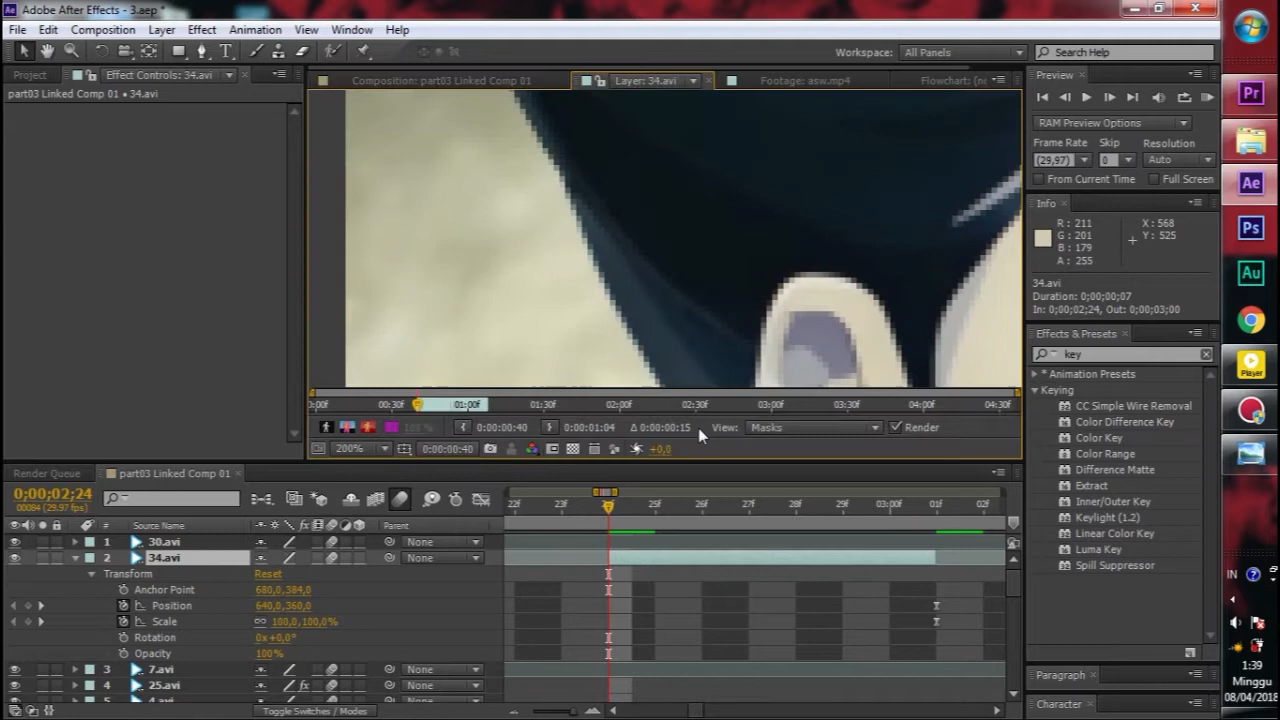 Adobe After Effects - 3.aep *
File Edit Composition Layer Effect Animation View Window Help
Workspace: All Panels Search Help
Project Effect Controls: 34.avi
part03 Linked Comp 01 • 34.avi
Composition: part03 Linked Comp 01 Layer: 34.avi Footage: asw.mp4 Flowchart: (n
Preview
RAM Preview Options
Frame Rate Skip Resolution
(29,97) 0 Auto
From Current Time Full Screen
Info
R : 211
G : 201
B : 179
A : 255
X : 568
Y : 525
34.avi
Duration: 0;00;00;07
In: 0;00;02;24, Out: 0;00;03;00
Effects & Presets
key
* Animation Presets
Keying
CC Simple Wire Removal
Color Difference Key
Color Key
Color Range
Difference Matte
Extract
Inner/Outer Key
Keylight (1.2)
Linear Color Key
Luma Key
Spill Suppressor
Paragraph
Character
:00f 00:30f 01:00f 01:30f 02:00f 02:30f 03:00f 03:30f 04:00f 04:30f
100 % 0:00:00:40 0:00:01:04 Δ 0:00:00:15 View: Masks Render
200% 0:00:00:40 +0,0
Render Queue part03 Linked Comp 01
0;00;02;24
00084 (29.97 fps)
22f 23f 25f 26f 27f 28f 29f 03:00f 01f 02f
# Source Name Parent
1 30.avi None
2 34.avi None
Transform Reset
Anchor Point 680,0,384,0
Position 640,0,360,0
Scale 100,0,100,0%
Rotation 0x+0,0°
Opacity 100%
3 7.avi None
4 25.avi None
Toggle Switches / Modes
Pr
Ae
Ps
Au
Player
IN
1:39
Minggu
08/04/2018